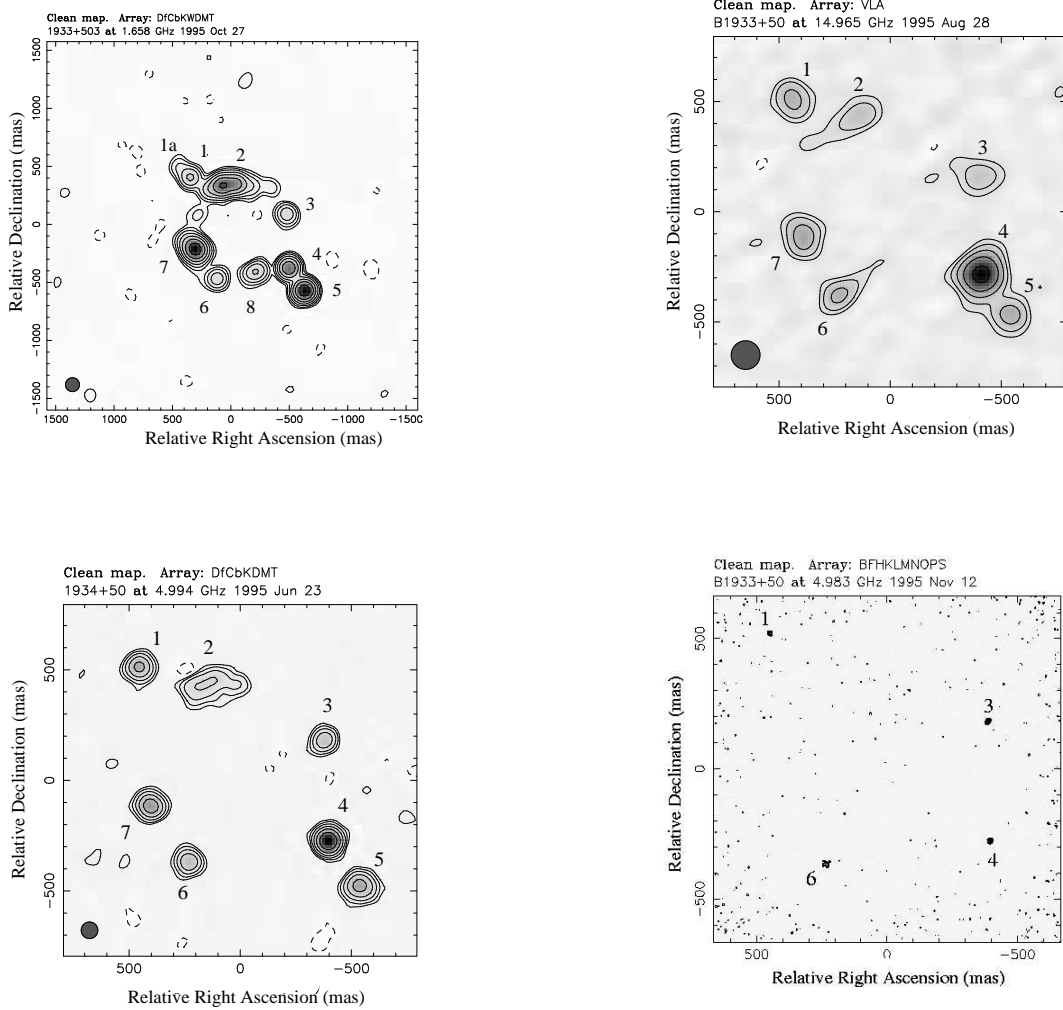 Clean map. Array: DfCbKWDMT
1933+503 at 1.658 GHz 1995 Oct 27
1500
1000
500
0
−500
−1000
−1500
Relative Declination (mas)
1a 1 2
3
7 4
6 8 5
1500 1000 500 0 −500 −1000 −1500
Relative Right Ascension (mas)
Clean map. Array: VLA
B1933+50 at 14.965 GHz 1995 Aug 28
500
0
−500
Relative Declination (mas)
1
2
3
4
7
5
6
500 0 −500
Relative Right Ascension (mas)
Clean map. Array: DfCbKDMT
1934+50 at 4.994 GHz 1995 Jun 23
500
0
−500
Relative Declination (mas)
1 2
3
4
7
5
6
500 0 −500
Relative Right Ascension (mas)
Clean map. Array: BFHKLMNOPS
B1933+50 at 4.983 GHz 1995 Nov 12
500
0
−500
Relative Declination (mas)
1
3
4
6
500 0 −500
Relative Right Ascension (mas)